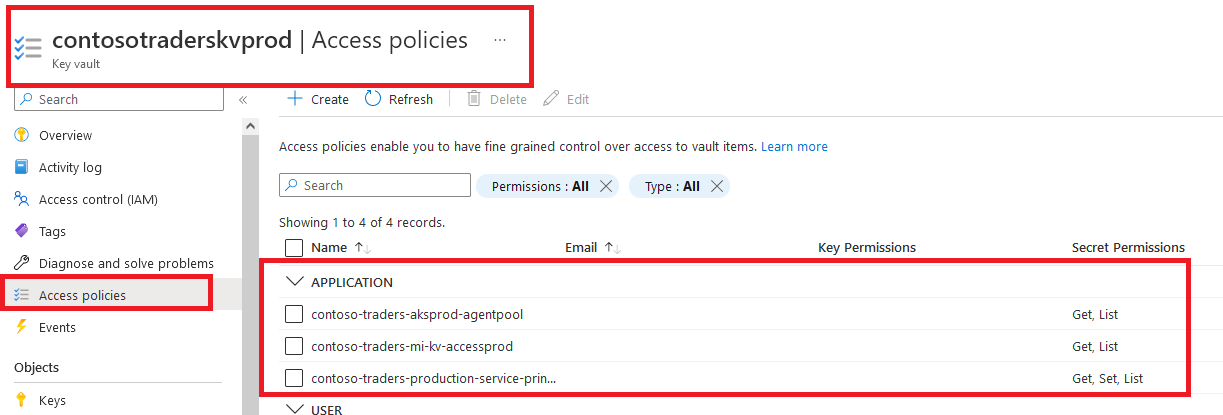 contosotraderskvprod | Access policies ...
Key vault
Search «
Create Refresh Delete Edit
Overview
Activity log
Access control (IAM)
Tags
Diagnose and solve problems
Access policies
Events
Objects
Keys
Access policies enable you to have fine grained control over access to vault items. Learn more
Search Permissions : All Type : All
Showing 1 to 4 of 4 records.
Name Email Key Permissions Secret Permissions
APPLICATION
contoso-traders-aksprod-agentpool Get, List
contoso-traders-mi-kv-accessprod Get, List
contoso-traders-production-service-prin... Get, Set, List
USER